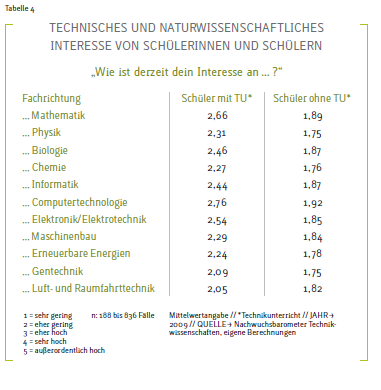 Tabelle 4
TECHNISCHES UND NATURWISSENSCHAFTLICHES
INTERESSE VON SCHÜLERINNEN UND SCHÜLERN
„Wie ist derzeit dein Interesse an ... ?“
Fachrichtung Schüler mit TU* Schüler ohne TU*
... Mathematik 2,66 1,89
... Physik 2,31 1,75
... Biologie 2,46 1,87
... Chemie 2,27 1,76
... Informatik 2,44 1,87
... Computertechnologie 2,76 1,92
... Elektronik/Elektrotechnik 2,54 1,85
... Maschinenbau 2,29 1,84
... Erneuerbare Energien 2,24 1,78
... Gentechnik 2,09 1,75
... Luft- und Raumfahrttechnik 2,05 1,82
1 = sehr gering n: 188 bis 836 Fälle Mittelwertangabe // *Technikunterricht // JAHR →
2 = eher gering 2009 // QUELLE → Nachwuchsbarometer Technik-
3 = eher hoch wissenschaften, eigene Berechnungen
4 = sehr hoch
5 = außerordentlich hoch